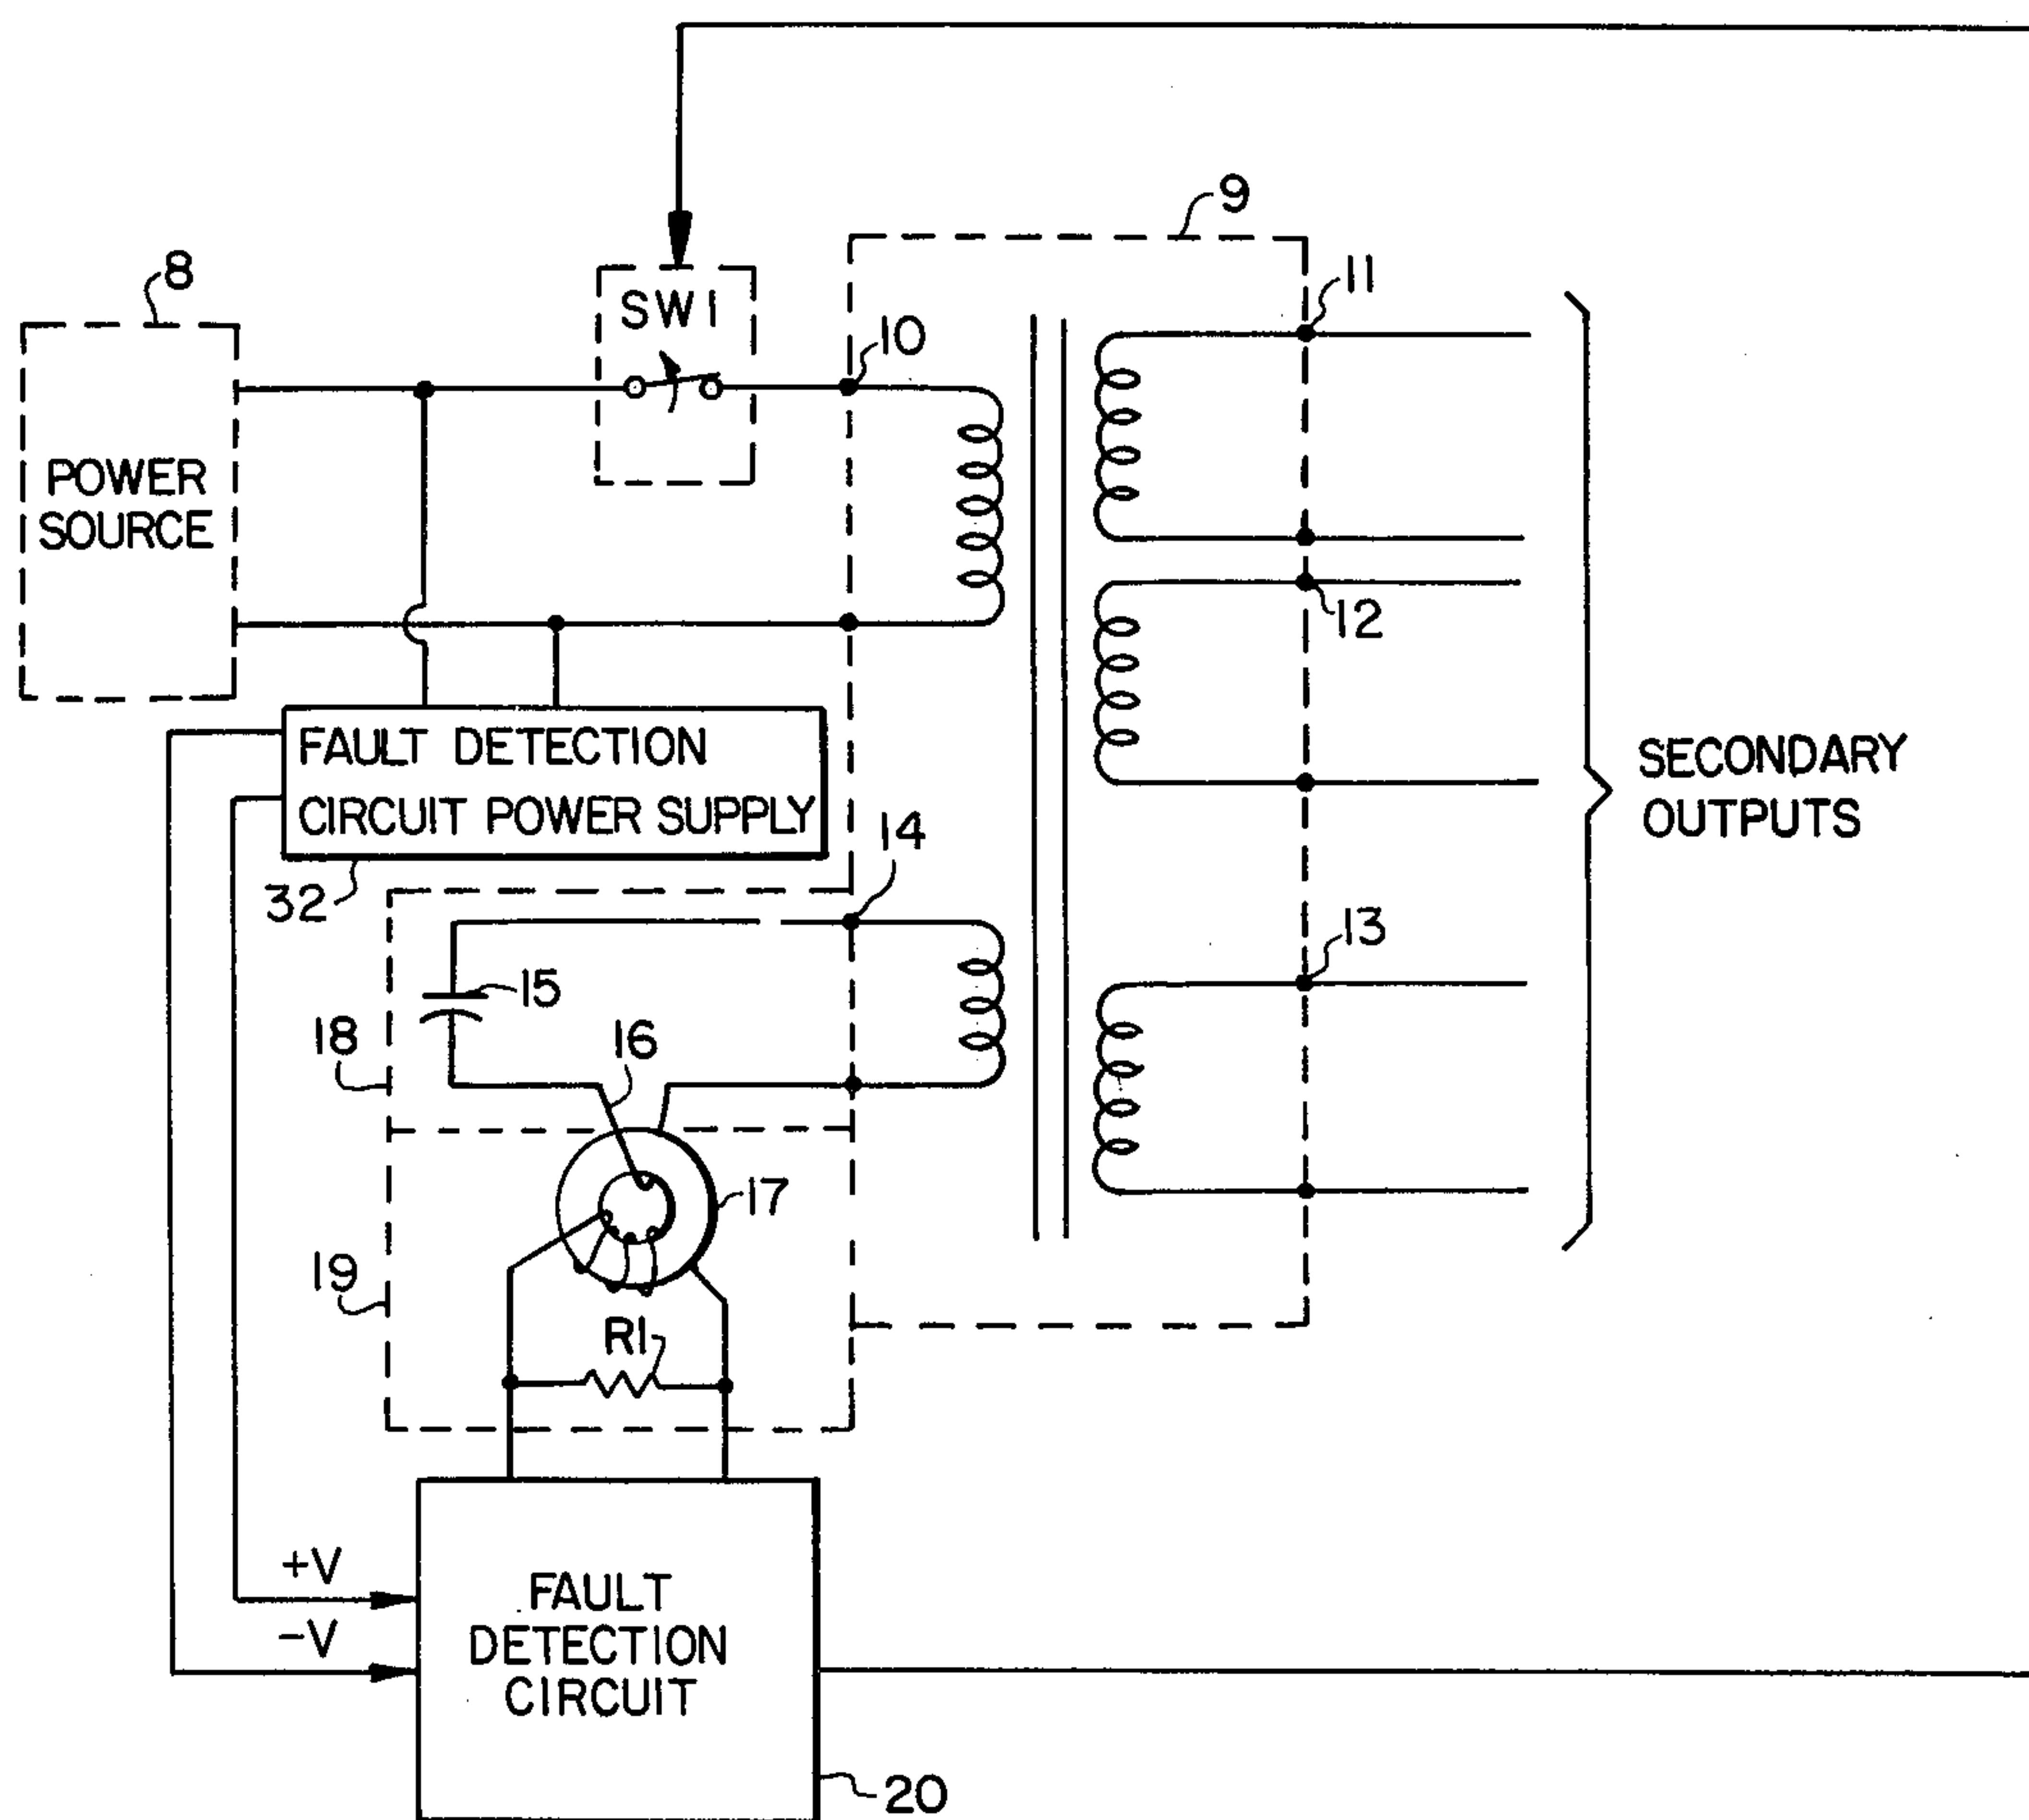 9
8
11
SW1
10
POWER
SOURCE
12
FAULT DETECTION
CIRCUIT POWER SUPPLY
SECONDARY
OUTPUTS
14
32
13
15
18
16
17
19
R1
+V
-V
FAULT
DETECTION
CIRCUIT
20